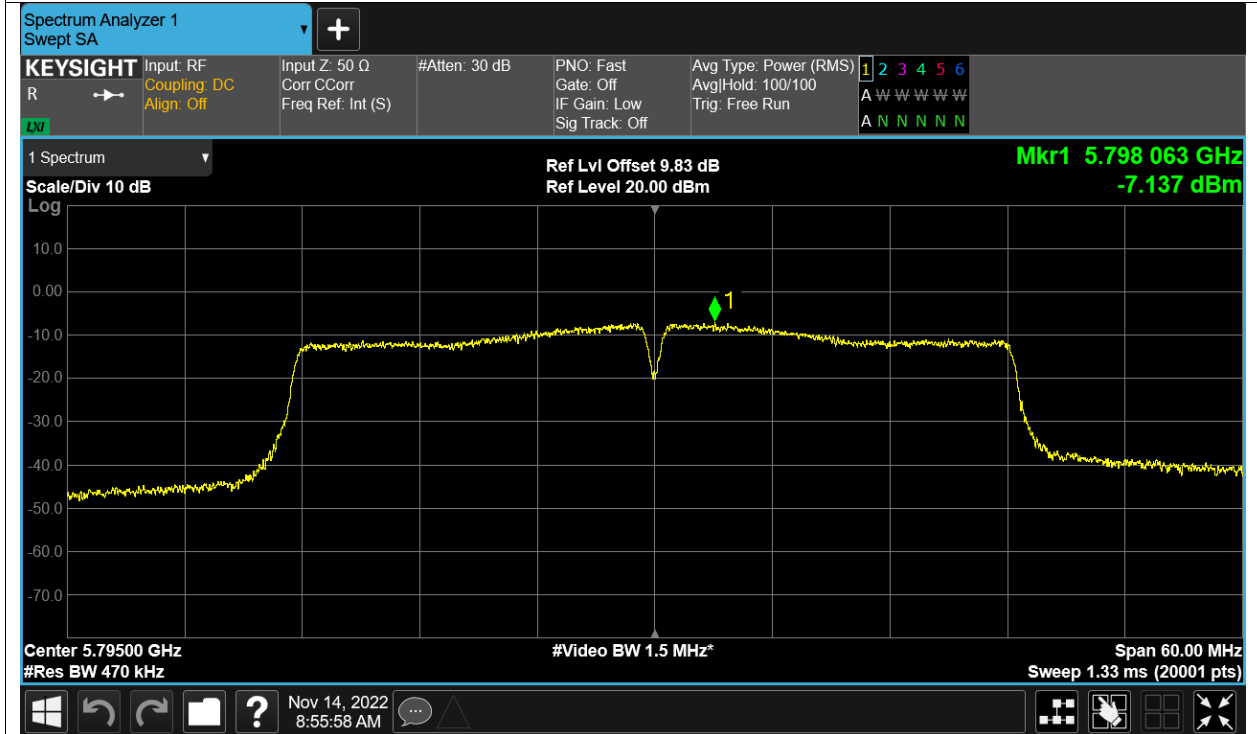 Spectrum Analyzer 1
Swept SA
+
KEYSIGHT
R
LXI
Input: RF
Coupling: DC
Align: Off
Input Z: 50 Ω
Corr CCorr
Freq Ref: Int (S)
#Atten: 30 dB
PNO: Fast
Gate: Off
IF Gain: Low
Sig Track: Off
Avg Type: Power (RMS)
Avg|Hold: 100/100
Trig: Free Run
1 2 3 4 5 6
A W W W W W
A N N N N N
1 Spectrum
Scale/Div 10 dB
Log
Ref Lvl Offset 9.83 dB
Ref Level 20.00 dBm
Mkr1 5.798 063 GHz
-7.137 dBm
10.0
0.00
-10.0
-20.0
-30.0
-40.0
-50.0
-60.0
-70.0
1
Center 5.79500 GHz
#Res BW 470 kHz
#Video BW 1.5 MHz*
Span 60.00 MHz
Sweep 1.33 ms (20001 pts)
?
Nov 14, 2022
8:55:58 AM